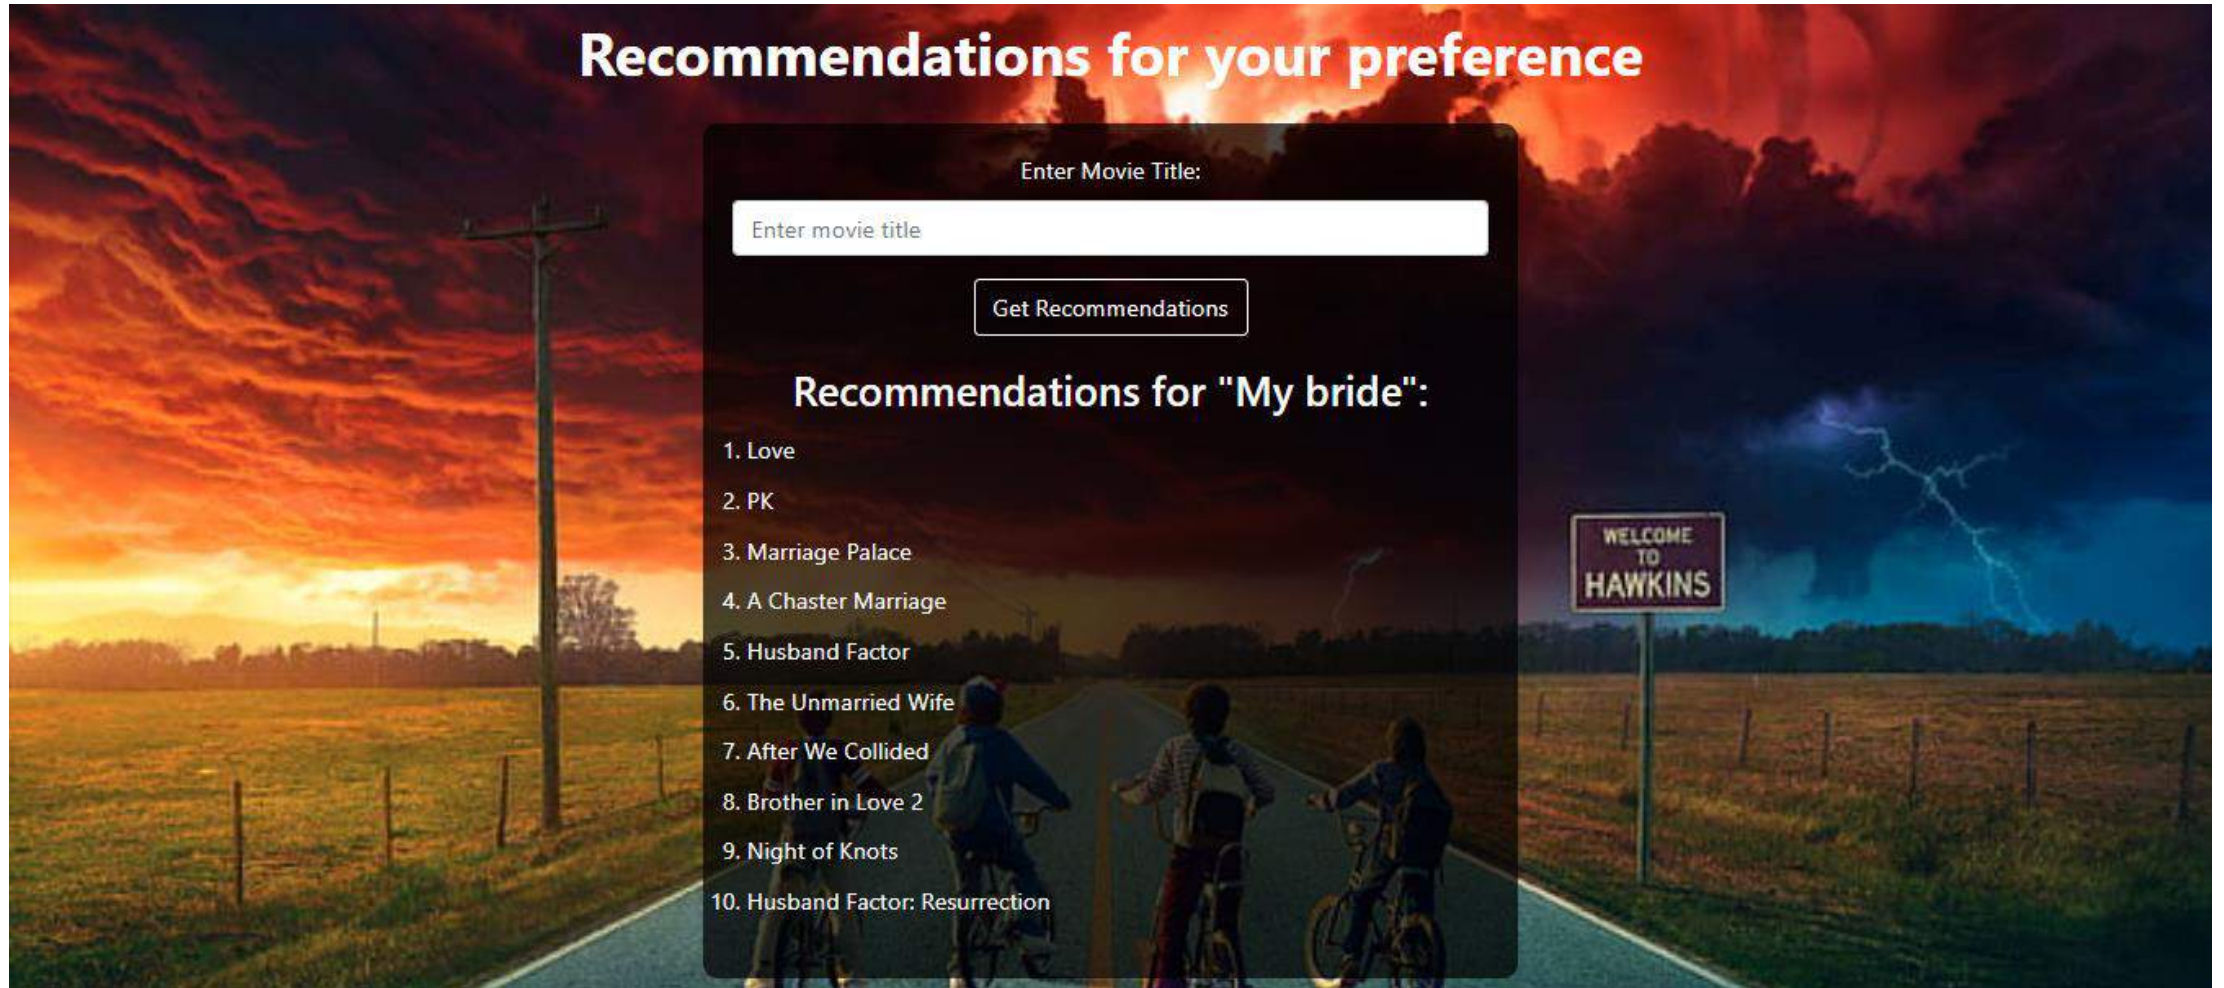 Recommendations for your preference
Enter Movie Title:
Enter movie title
Get Recommendations
Recommendations for "My bride":
1. Love
2. PK
3. Marriage Palace
4. A Chaster Marriage
5. Husband Factor
6. The Unmarried Wife
7. After We Collided
8. Brother in Love 2
9. Night of Knots
10. Husband Factor: Resurrection
WELCOME
TO
HAWKINS